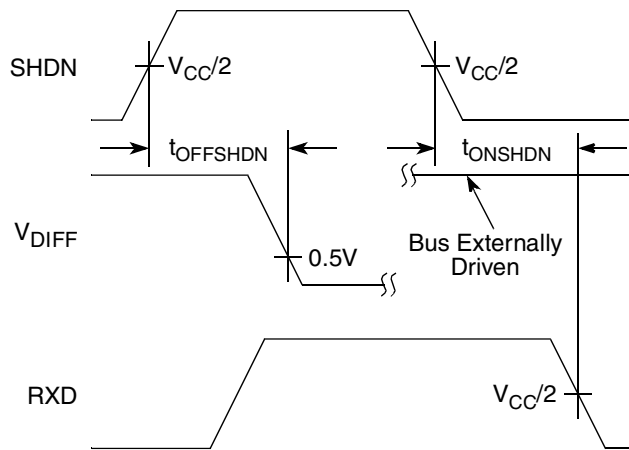 SHDN
VCC/2
VCC/2
tOFFSHDN
tONSHDN
VDIFF
0.5V
Bus Externally
Driven
RXD
VCC/2